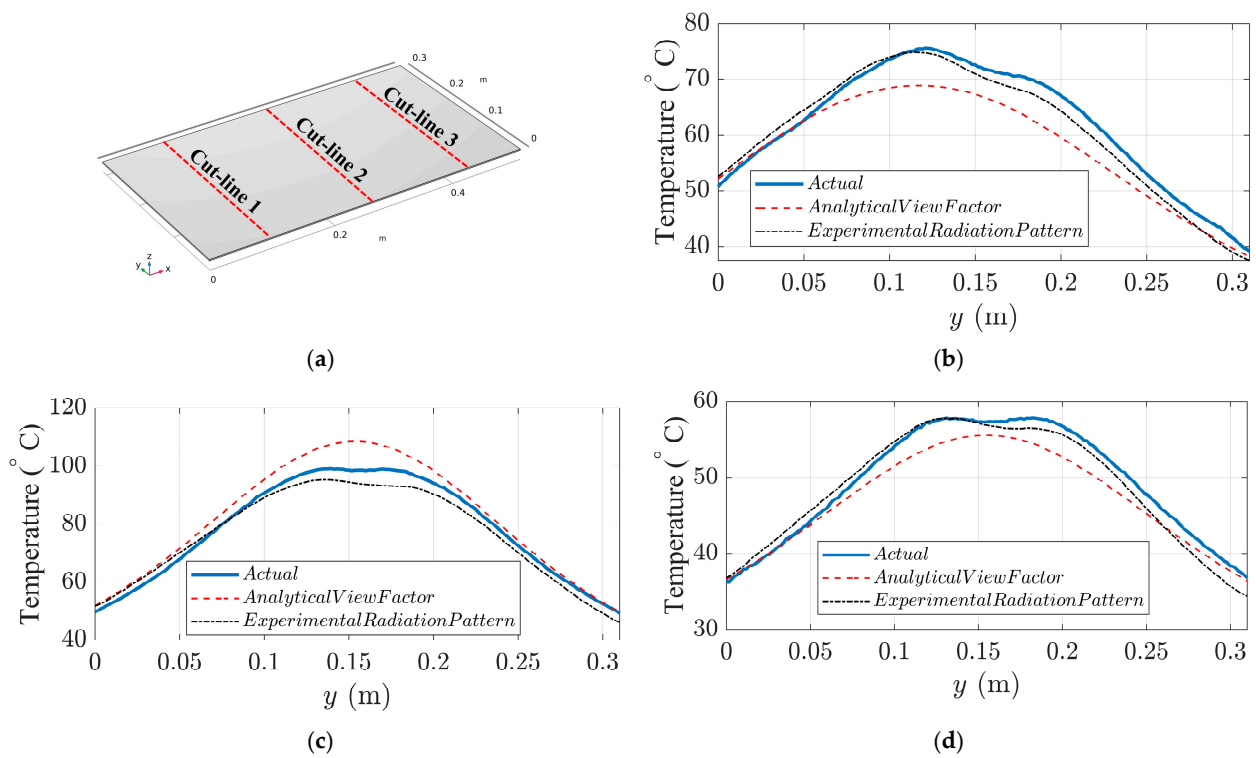 0.3
0.2
m
0.1
0
Cut-line 3
Cut-line 2
Cut-line 1
0.4
0.2
m
0
z
y
x
(a)
80
70
60
50
40
Temperature (° C)
Actual
AnalyticalViewFactor
ExperimentalRadiationPattern
0 0.05 0.1 0.15 0.2 0.25 0.3
y (m)
(b)
120
100
80
60
40
Temperature (° C)
Actual
AnalyticalViewFactor
ExperimentalRadiationPattern
0 0.05 0.1 0.15 0.2 0.25 0.3
y (m)
(c)
60
50
40
30
Temperature (° C)
Actual
AnalyticalViewFactor
ExperimentalRadiationPattern
0 0.05 0.1 0.15 0.2 0.25 0.3
y (m)
(d)